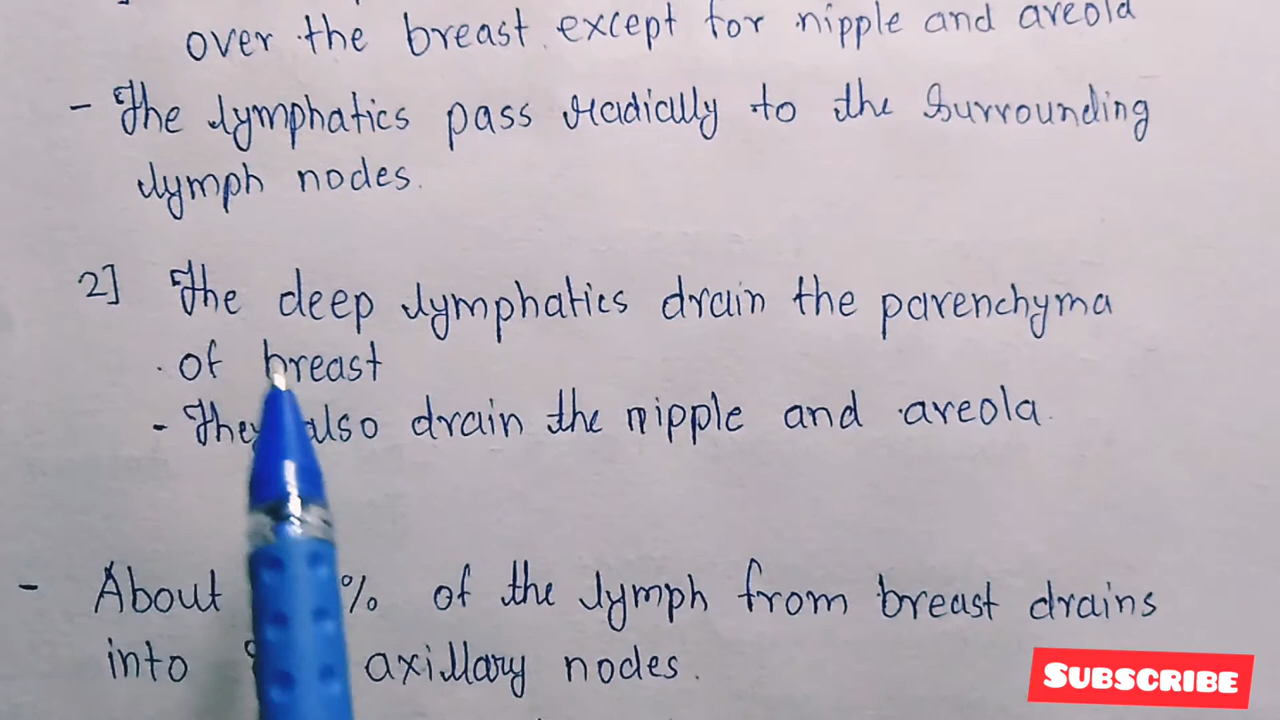 over the breast except for nipple and areola
- The lymphatics pass radially to the surrounding
lymph nodes.
2] The deep lymphatics drain the parenchyma
of breast
- They also drain the nipple and areola.
- About % of the lymph from breast drains
into axillary nodes.
SUBSCRIBE